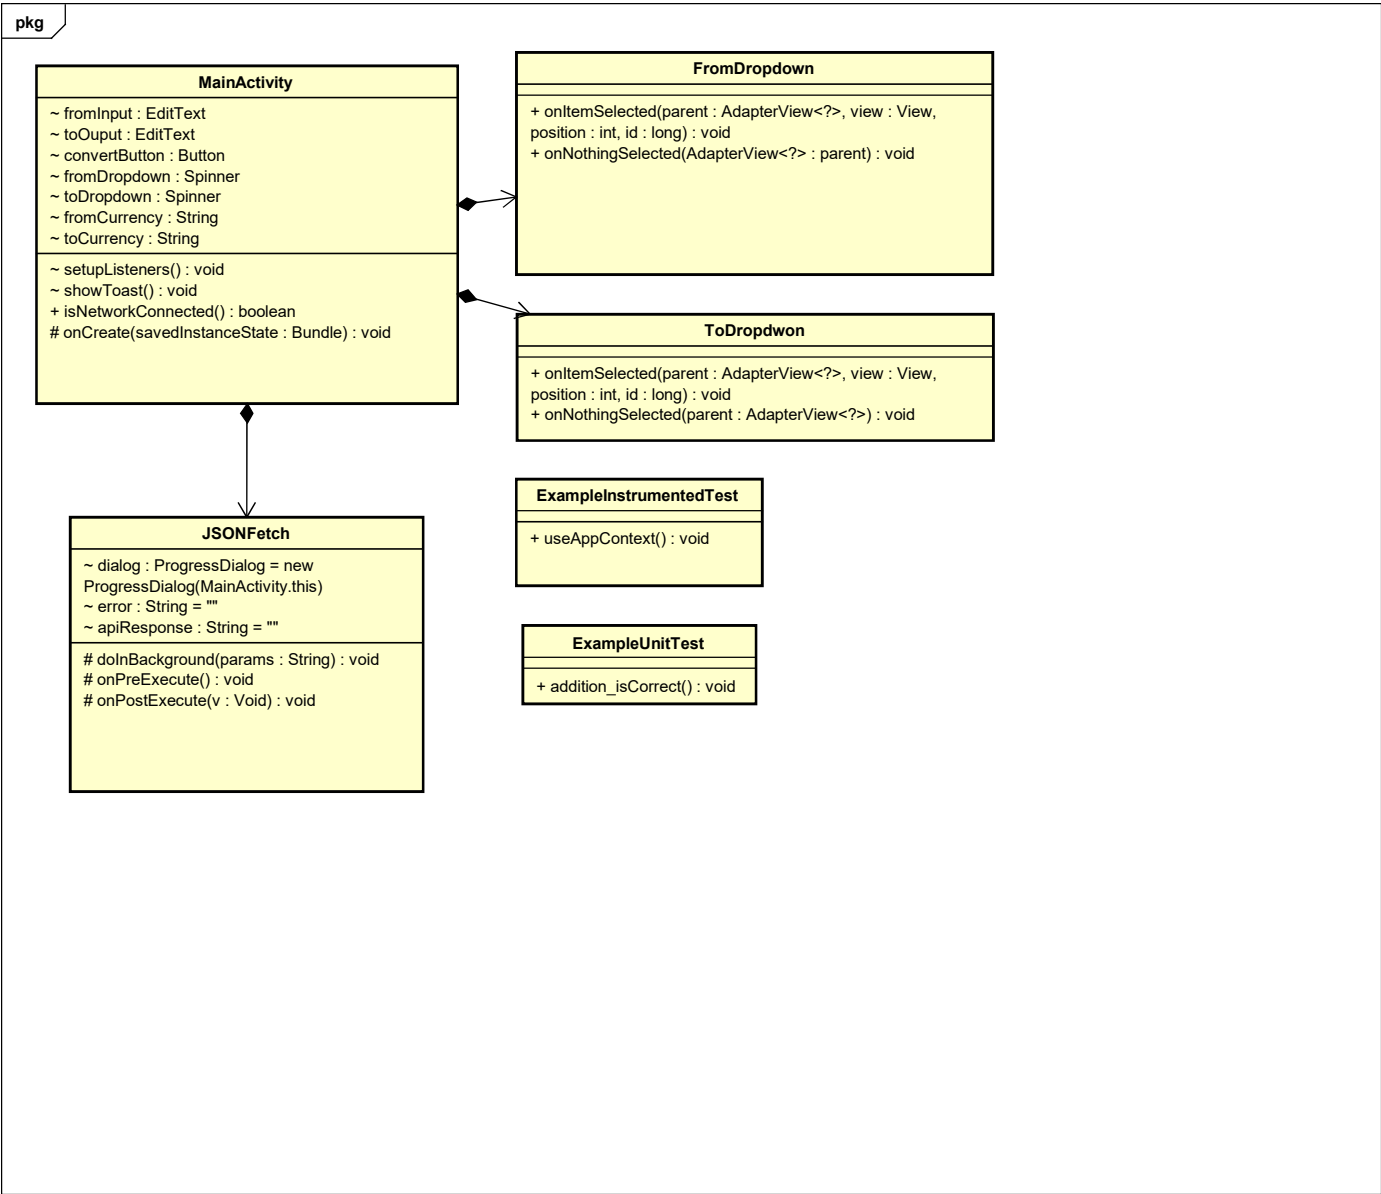 pkg
MainActivity
~ fromInput : EditText
~ toOuput : EditText
~ convertButton : Button
~ fromDropdown : Spinner
~ toDropdown : Spinner
~ fromCurrency : String
~ toCurrency : String
~ setupListeners() : void
~ showToast() : void
+ isNetworkConnected() : boolean
# onCreate(savedInstanceState : Bundle) : void
FromDropdown
+ onItemSelected(parent : AdapterView<?>, view : View,
position : int, id : long) : void
+ onNothingSelected(AdapterView<?> : parent) : void
ToDropdwon
+ onItemSelected(parent : AdapterView<?>, view : View,
position : int, id : long) : void
+ onNothingSelected(parent : AdapterView<?>) : void
ExampleInstrumentedTest
+ useAppContext() : void
JSONFetch
~ dialog : ProgressDialog = new
ProgressDialog(MainActivity.this)
~ error : String = ""
~ apiResponse : String = ""
# doInBackground(params : String) : void
# onPreExecute() : void
# onPostExecute(v : Void) : void
ExampleUnitTest
+ addition_isCorrect() : void